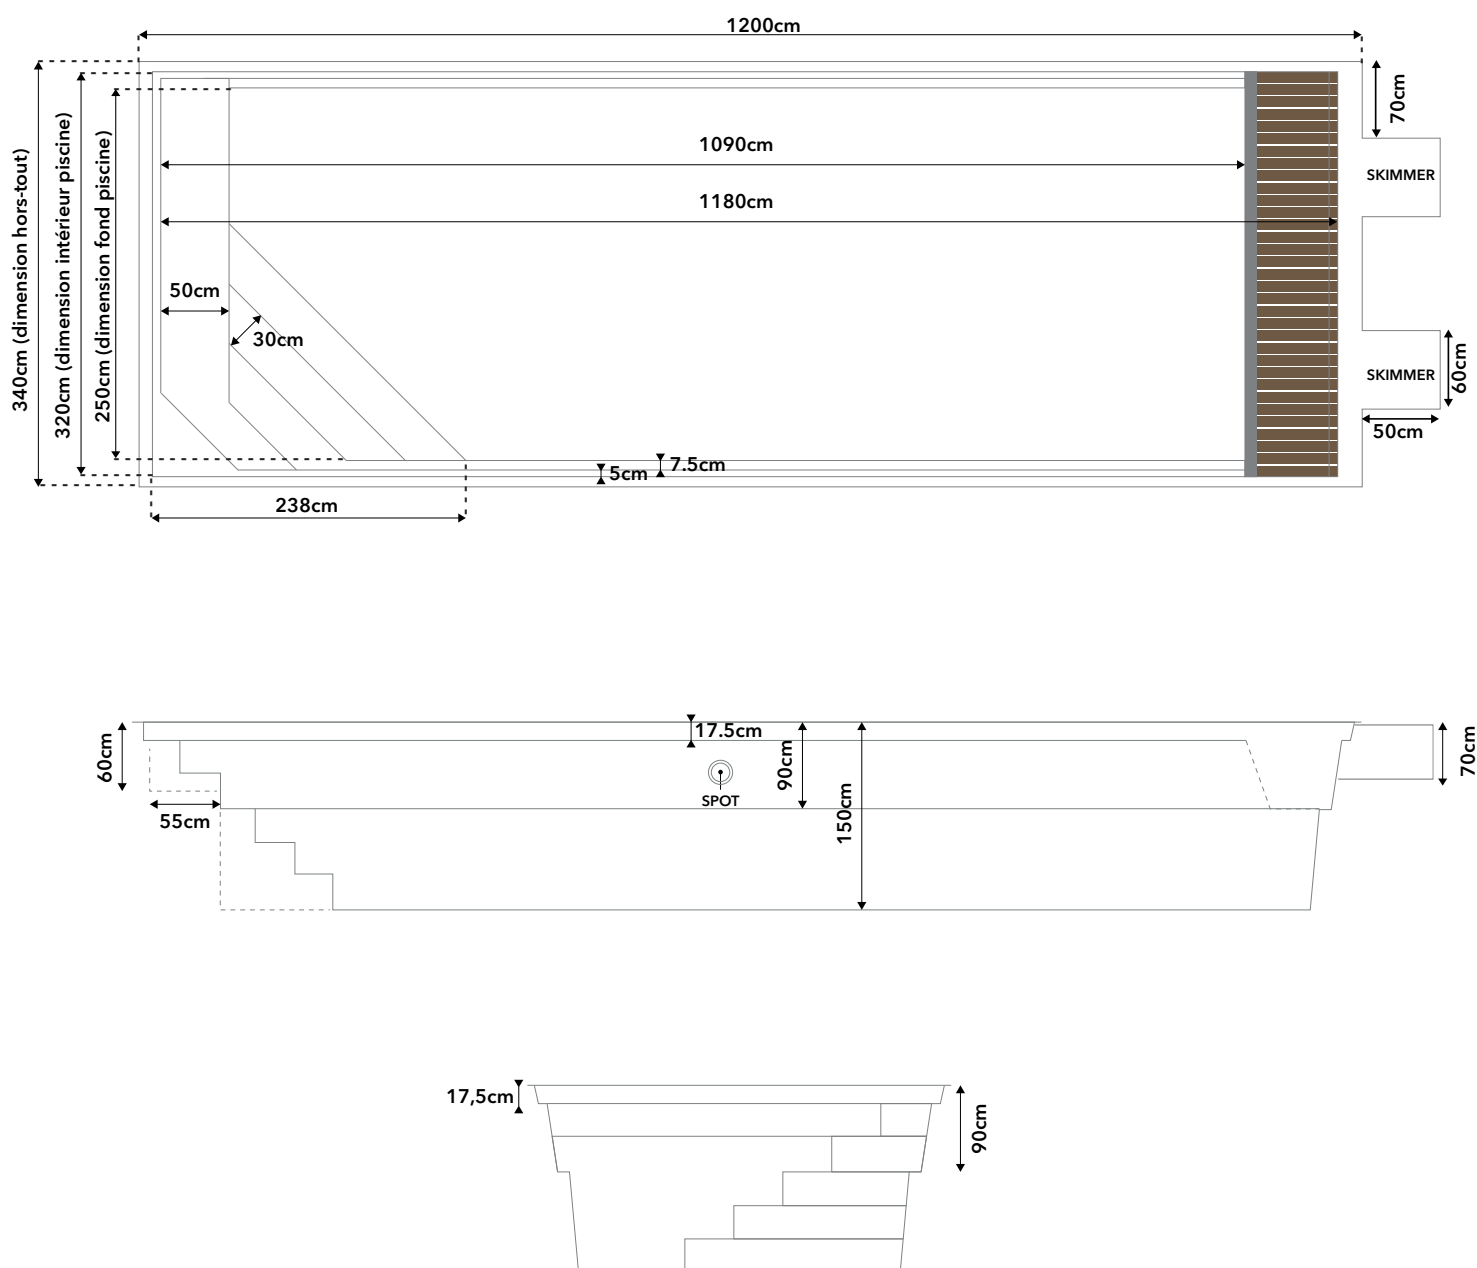 1200cm
340cm (dimension hors-tout)
320cm (dimension intérieur piscine)
250cm (dimension fond piscine)
70cm
1090cm
SKIMMER
1180cm
50cm
30cm
SKIMMER
60cm
50cm
7.5cm
5cm
238cm
17.5cm
60cm
90cm
70cm
SPOT
55cm
150cm
17,5cm
90cm